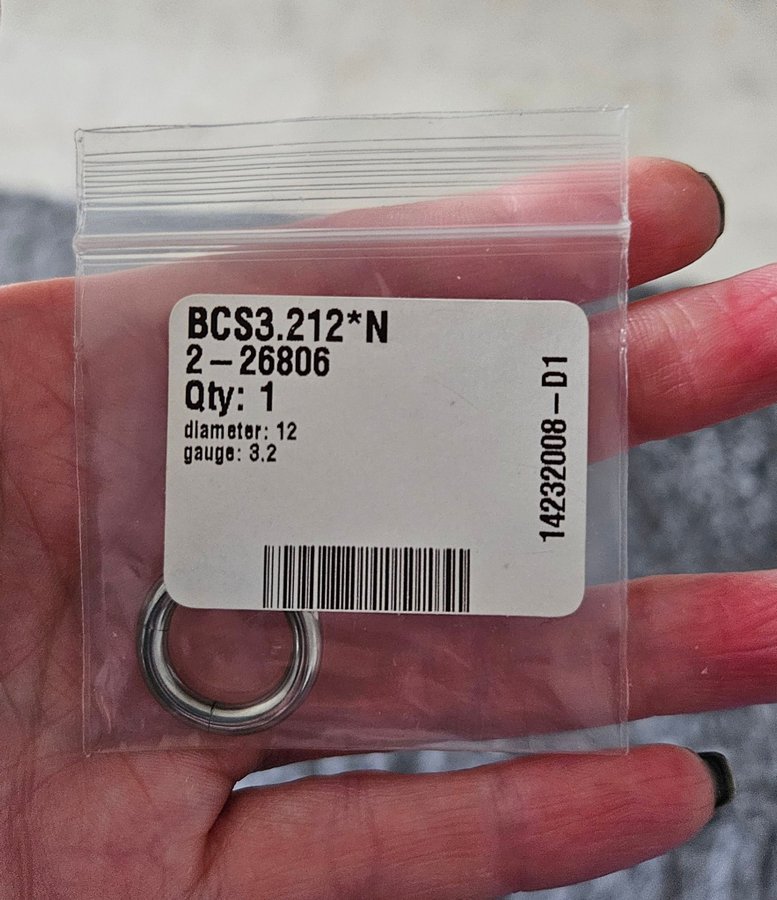 BCS3.212*N
2-26806
Qty: 1
diameter: 12
gauge: 3.2
14232008-D1